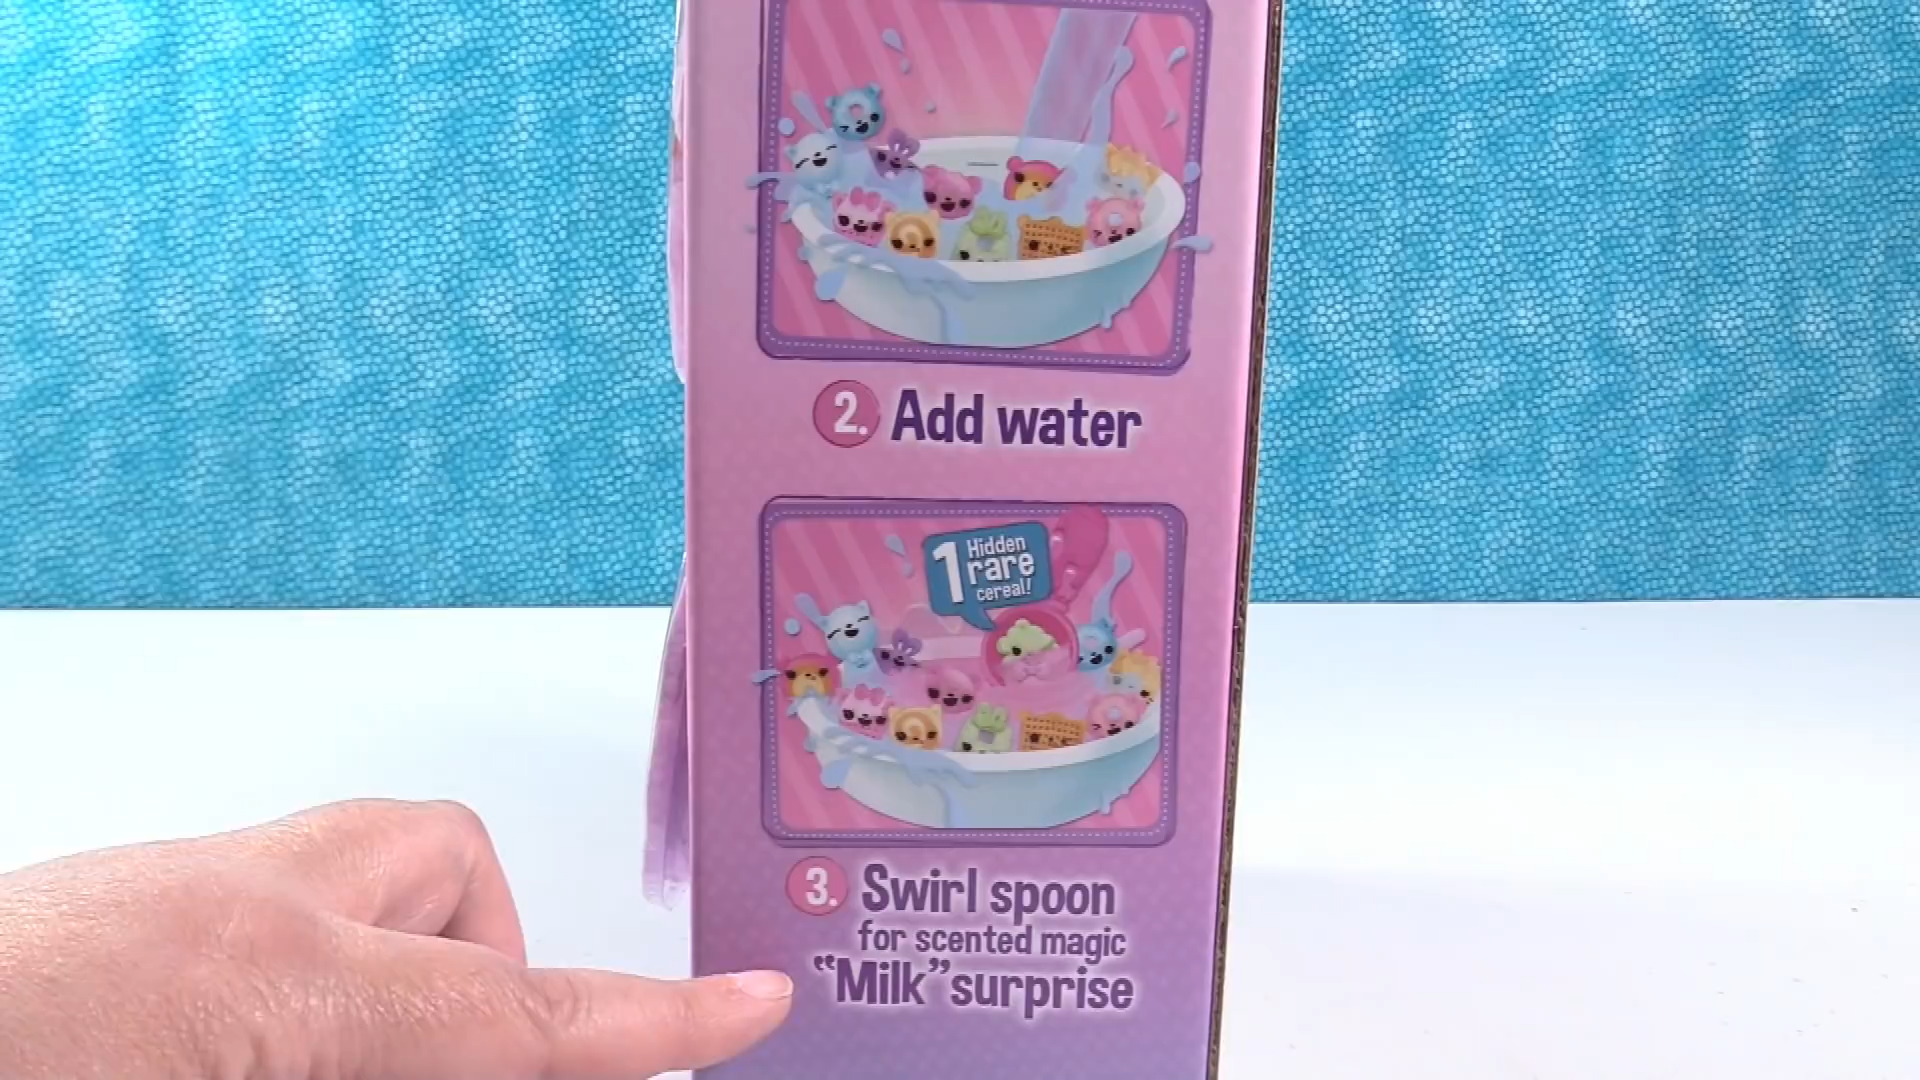 2. Add water
1 Hidden
rare
cereal!
3. Swirl spoon
for scented magic
“Milk” surprise